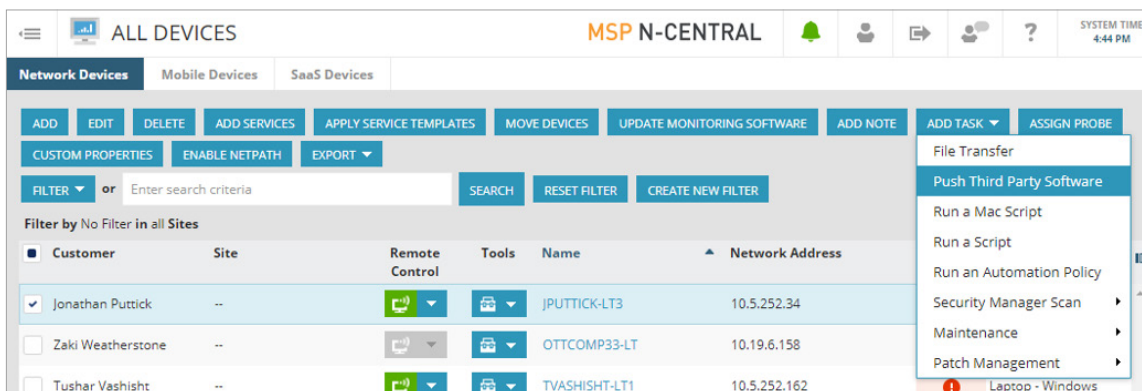 ALL DEVICES MSP N-CENTRAL ? SYSTEM TIME
4:44 PM
Network Devices Mobile Devices SaaS Devices
ADD EDIT DELETE ADD SERVICES APPLY SERVICE TEMPLATES MOVE DEVICES UPDATE MONITORING SOFTWARE ADD NOTE ADD TASK ASSIGN PROBE
CUSTOM PROPERTIES ENABLE NETPATH EXPORT
File Transfer
Push Third Party Software
Run a Mac Script
Run a Script
Run an Automation Policy
Security Manager Scan
Maintenance
Patch Management
FILTER or Enter search criteria SEARCH RESET FILTER CREATE NEW FILTER
Filter by No Filter in all Sites
Customer Site Remote Control Tools Name Network Address
Jonathan Puttick -- JPUTTICK-LT3 10.5.252.34
Zaki Weatherstone -- OTTCOMP33-LT 10.19.6.158
Tushar Vashisht -- TVASHISHT-LT1 10.5.252.162 Laptop - Windows